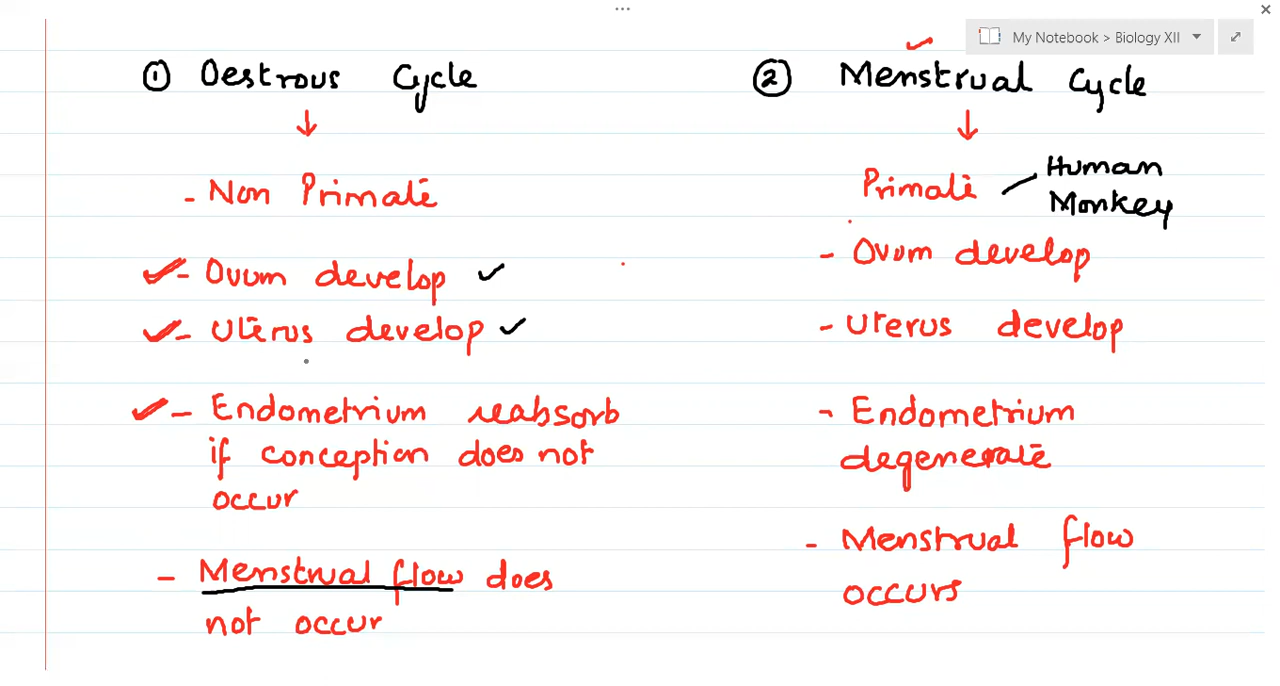 My Notebook > Biology XII
① Oestrous Cycle
- Non Primate
- Ovum develop
- Uterus develop
- Endometrium reabsorb
if conception does not
occur
- Menstrual flow does
not occur
② Menstrual Cycle
Primate
Human
Monkey
- Ovum develop
- Uterus develop
- Endometrium
degenerate
- Menstrual flow
occurs